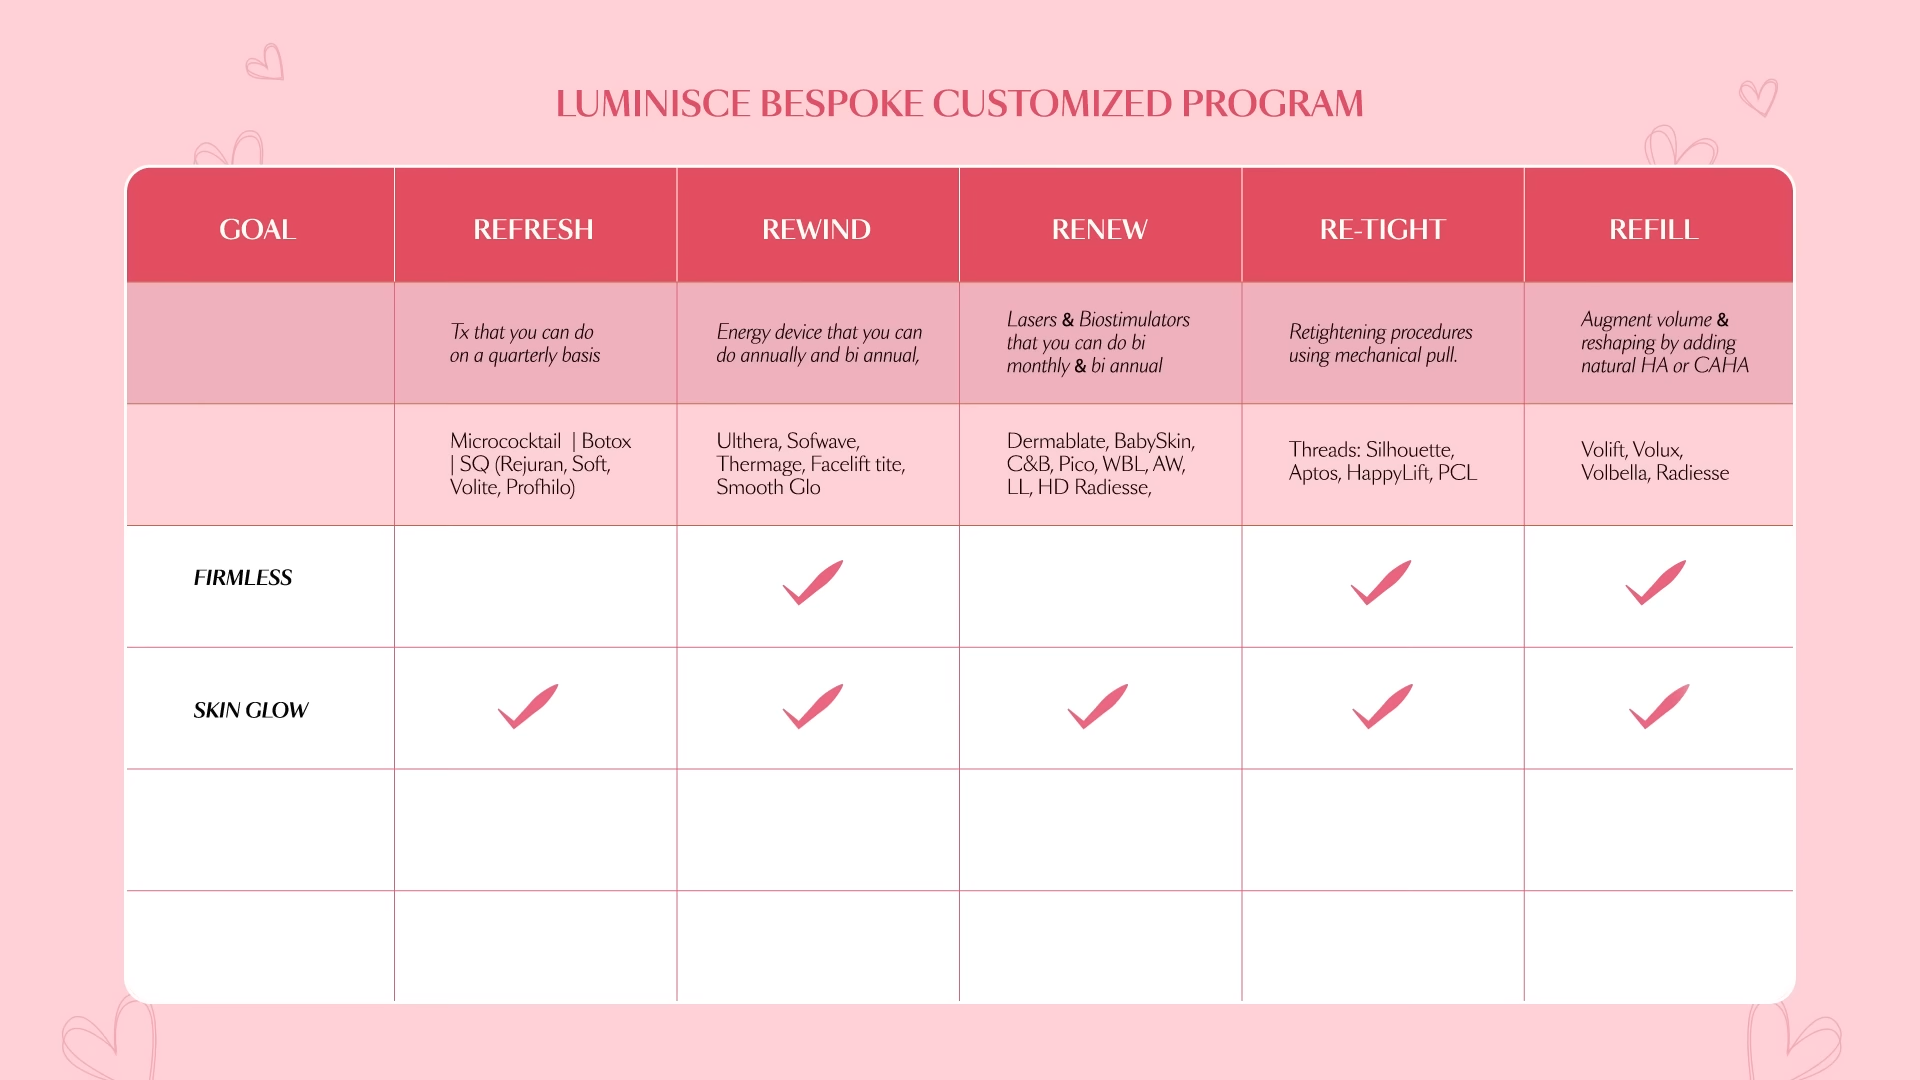 LUMINISCE BESPOKE CUSTOMIZED PROGRAM
GOAL
REFRESH
REWIND
RENEW
RE-TIGHT
REFILL
Tx that you can do
on a quarterly basis
Energy device that you can
do annually and bi annual,
Lasers & Biostimulators
that you can do bi
monthly & bi annual
Retightening procedures
using mechanical pull.
Augment volume &
reshaping by adding
natural HA or CAHA
Micrococktail | Botox
| SQ (Rejuran, Soft,
Volite, Profhilo)
Ulthera, Sofwave,
Thermage, Facelift tite,
Smooth Glo
Dermablate, BabySkin,
C&B, Pico, WBL, AW,
LL, HD Radiesse,
Threads: Silhouette,
Aptos, HappyLift, PCL
Volift, Volux,
Volbella, Radiesse
FIRMLESS
SKIN GLOW